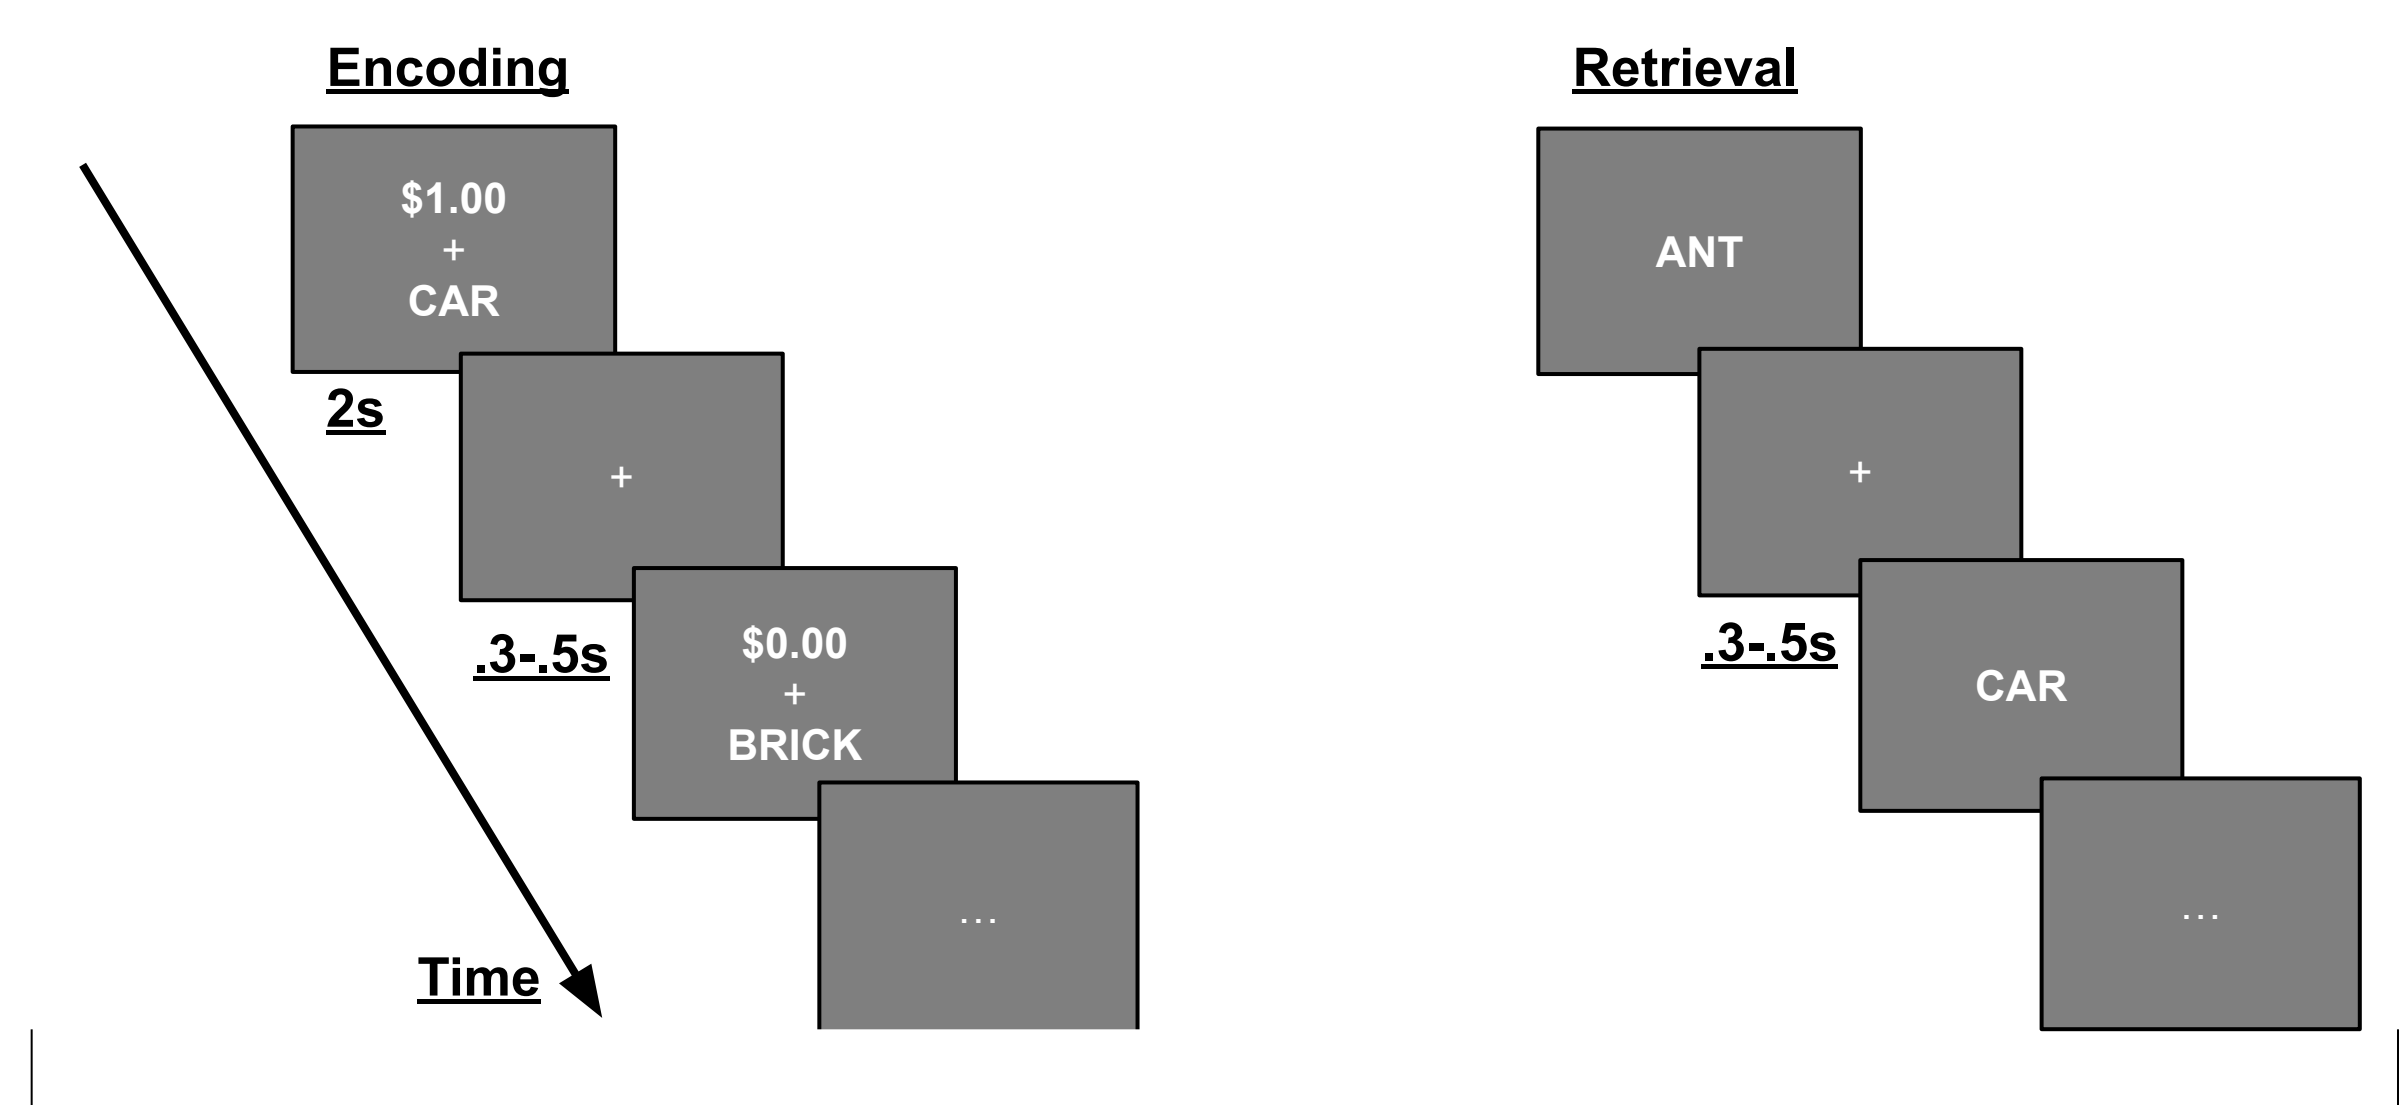 Encoding
$1.00
+
CAR
2s
+
.3-.5s
$0.00
+
BRICK
...
Time
Retrieval
ANT
+
.3-.5s
CAR
...